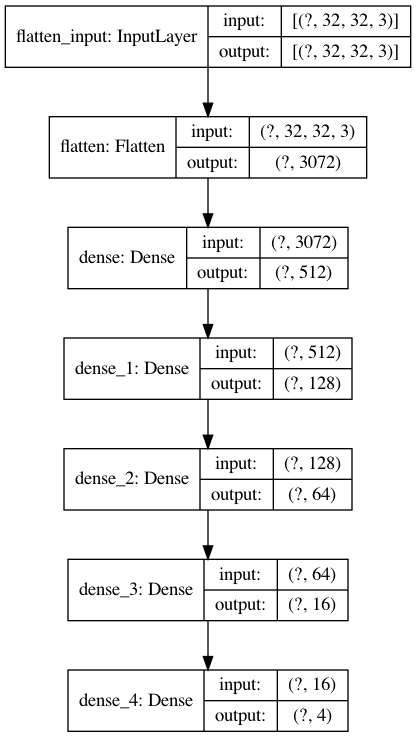 flatten_input: InputLayer
input: [(?, 32, 32, 3)]
output: [(?, 32, 32, 3)]
flatten: Flatten
input: (?, 32, 32, 3)
output: (?, 3072)
dense: Dense
input: (?, 3072)
output: (?, 512)
dense_1: Dense
input: (?, 512)
output: (?, 128)
dense_2: Dense
input: (?, 128)
output: (?, 64)
dense_3: Dense
input: (?, 64)
output: (?, 16)
dense_4: Dense
input: (?, 16)
output: (?, 4)